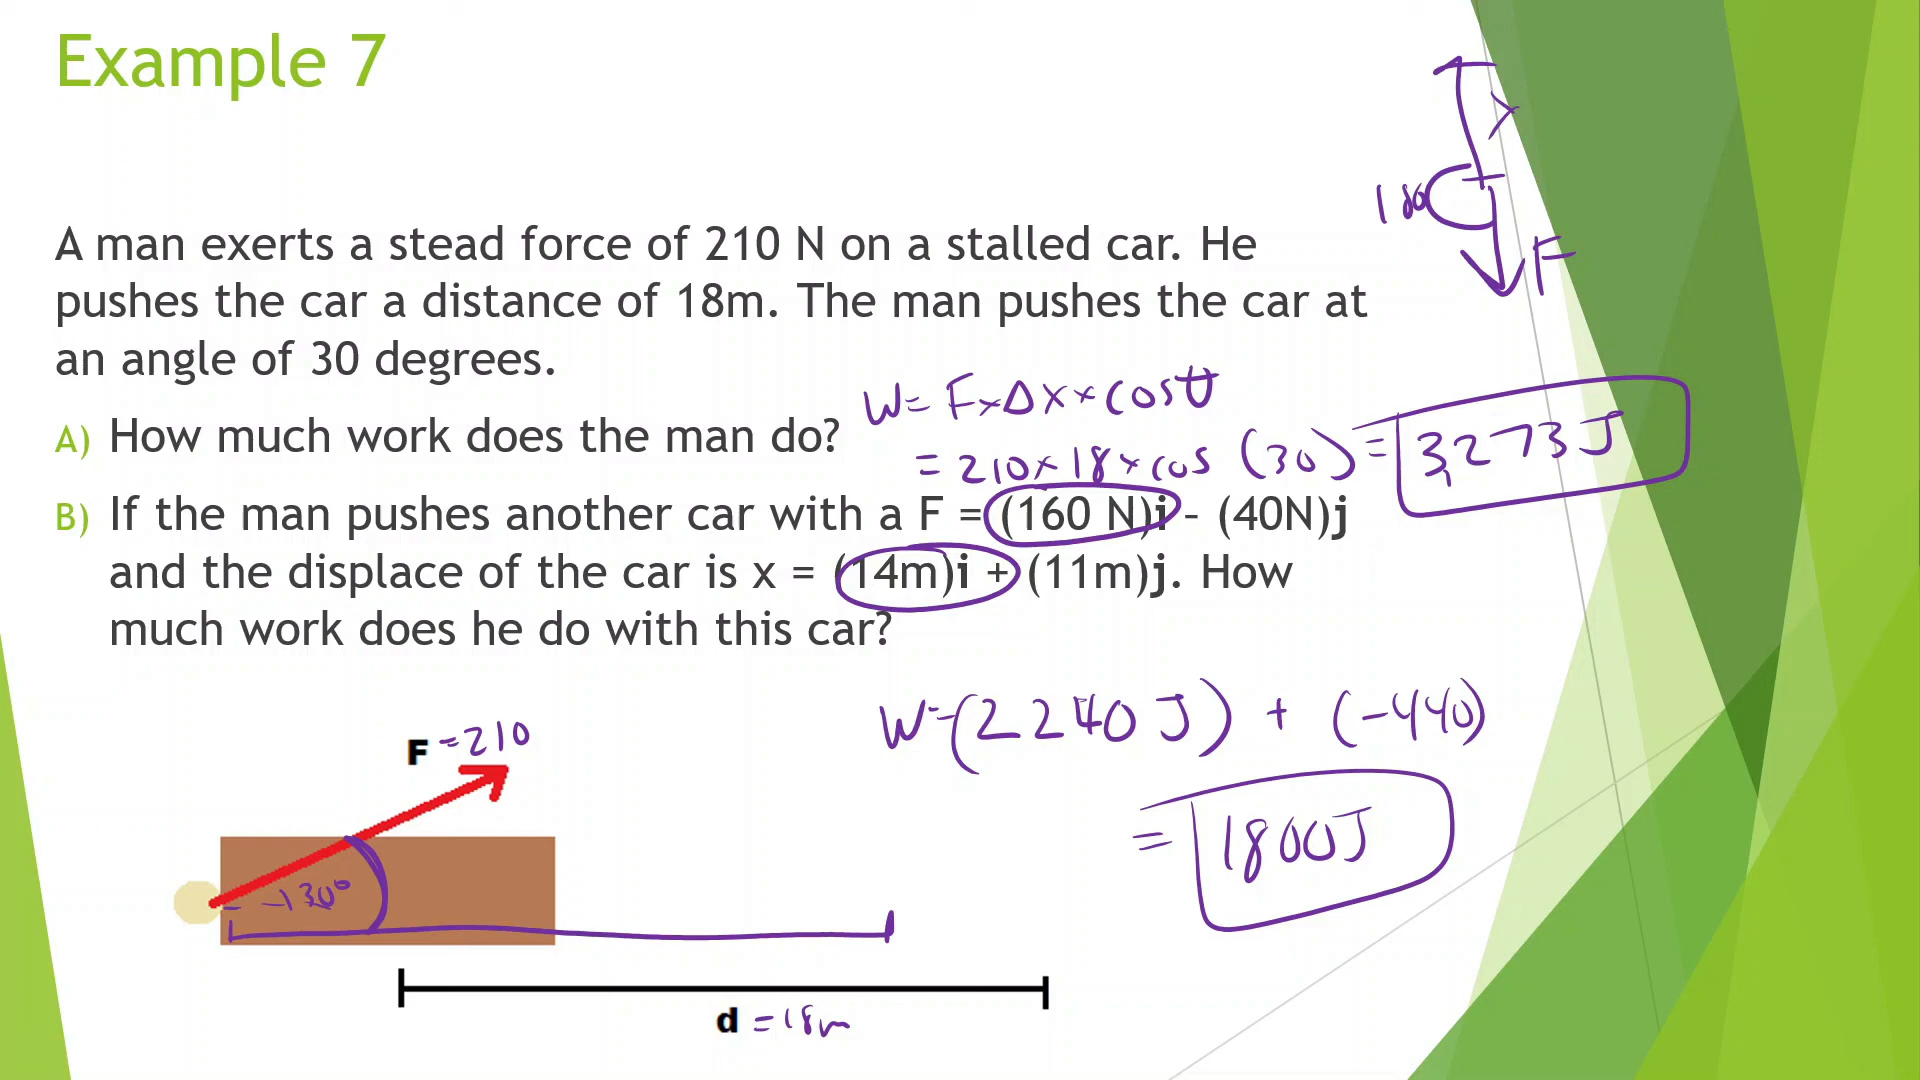 Example 7
A man exerts a stead force of 210 N on a stalled car. He
pushes the car a distance of 18m. The man pushes the car at
an angle of 30 degrees.
A) How much work does the man do?
W = F × Δx × cosθ
= 210 × 18 × cos (30) = 3,273 J
B) If the man pushes another car with a F = (160 N)i – (40N)j
and the displace of the car is x = (14m)i + (11m)j. How
much work does he do with this car?
W = (2240 J) + (-440)
= 1800J
x
180
F
F = 210
30°
d = 18m